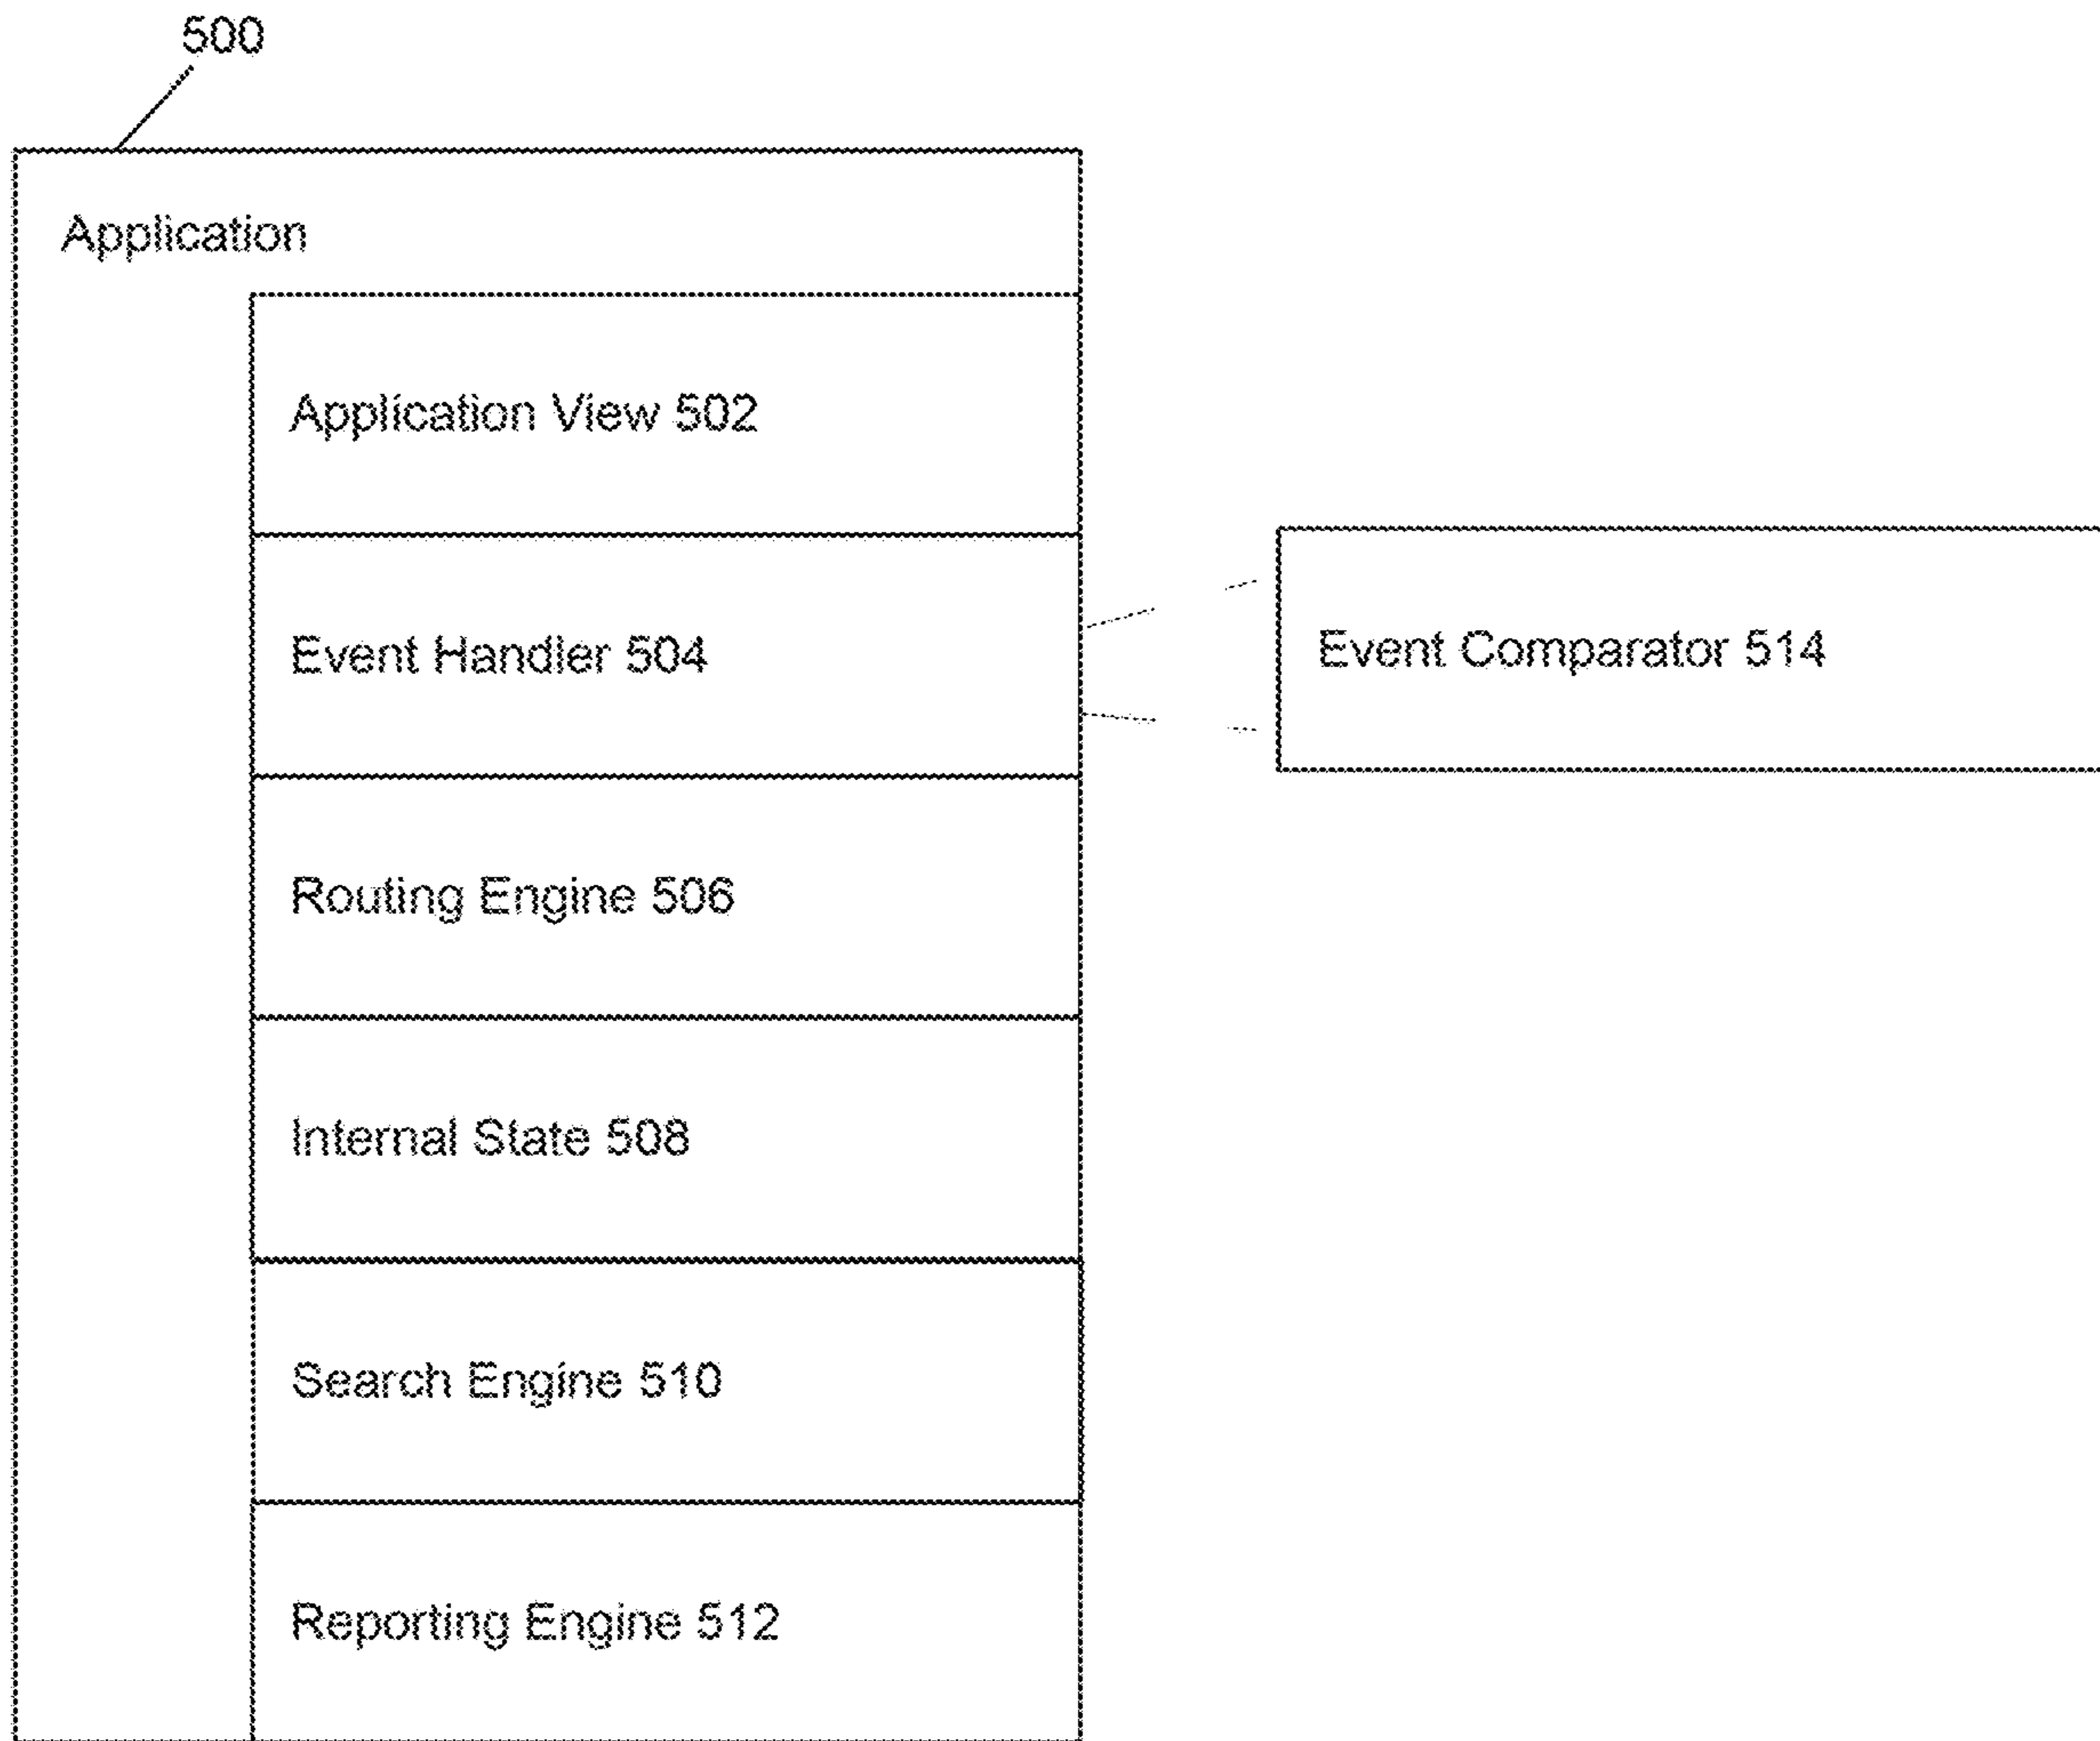 500
Application
Application View 502
Event Handler 504
Event Comparator 514
Routing Engine 506
Internal State 508
Search Engine 510
Reporting Engine 512